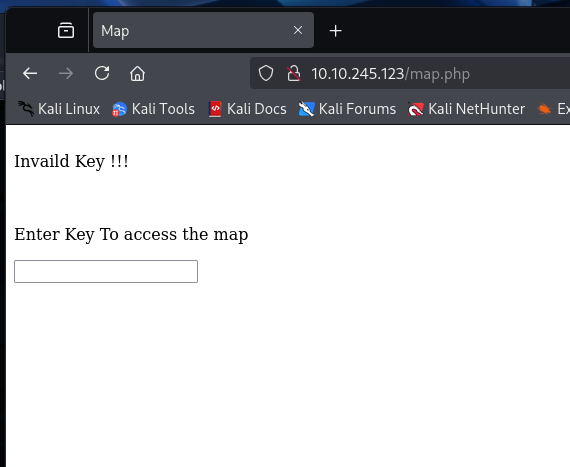 Map
10.10.245.123/map.php
Kali Linux Kali Tools Kali Docs Kali Forums Kali NetHunter Ex
Invaild Key !!!
Enter Key To access the map